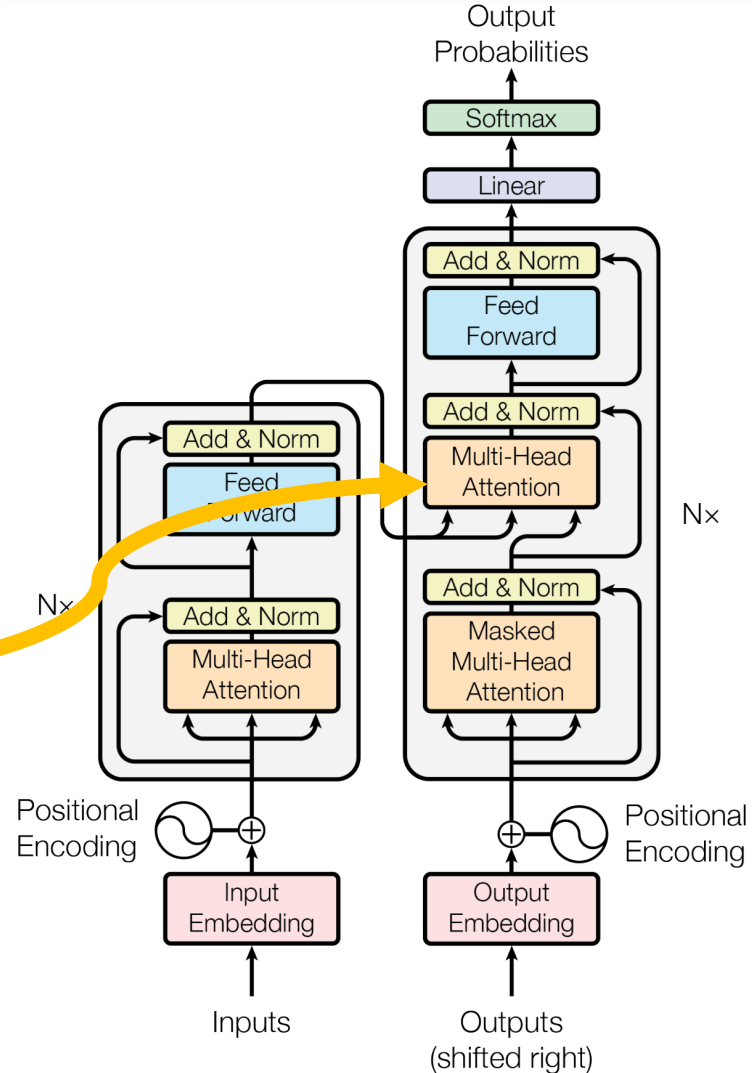 Output
Probabilities
Softmax
Linear
Add & Norm
Feed
Forward
Add & Norm
Multi-Head
Attention
Nx
Add & Norm
Masked
Multi-Head
Attention
Add & Norm
Feed
Forward
Nx
Add & Norm
Multi-Head
Attention
Positional
Encoding
Positional
Encoding
Input
Embedding
Output
Embedding
Inputs
Outputs
(shifted right)